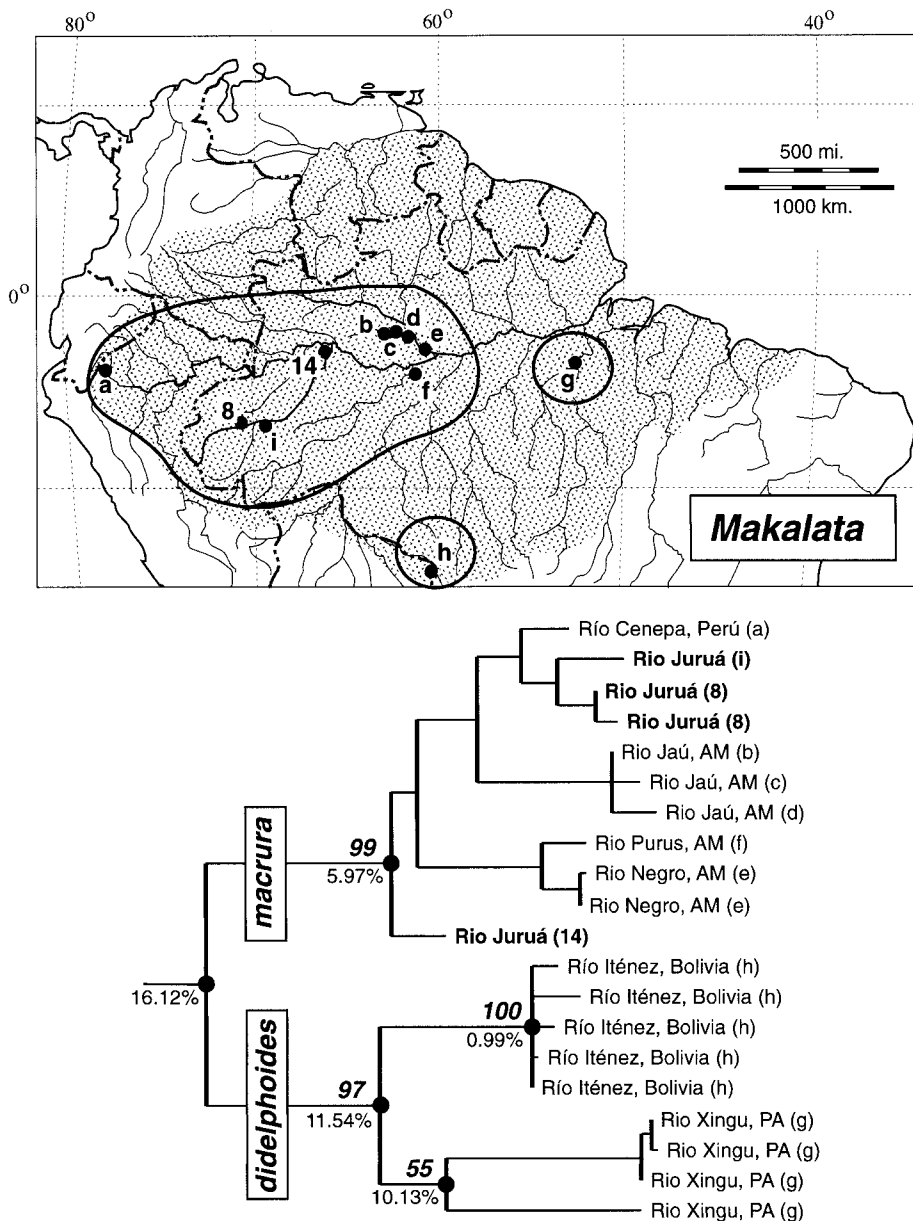 80°
60°
40°
500 mi.
1000 km.
0°
a
b
c
d
e
f
g
h
14
8
i
Makalata
Río Cenepa, Perú (a)
Rio Juruá (i)
Rio Juruá (8)
Rio Juruá (8)
Rio Jaú, AM (b)
Rio Jaú, AM (c)
Rio Jaú, AM (d)
Rio Purus, AM (f)
Rio Negro, AM (e)
Rio Negro, AM (e)
Rio Juruá (14)
macrura
99
5.97%
16.12%
didelphoides
97
11.54%
100
0.99%
Río Iténez, Bolivia (h)
Río Iténez, Bolivia (h)
Río Iténez, Bolivia (h)
Río Iténez, Bolivia (h)
Río Iténez, Bolivia (h)
55
10.13%
Rio Xingu, PA (g)
Rio Xingu, PA (g)
Rio Xingu, PA (g)
Rio Xingu, PA (g)